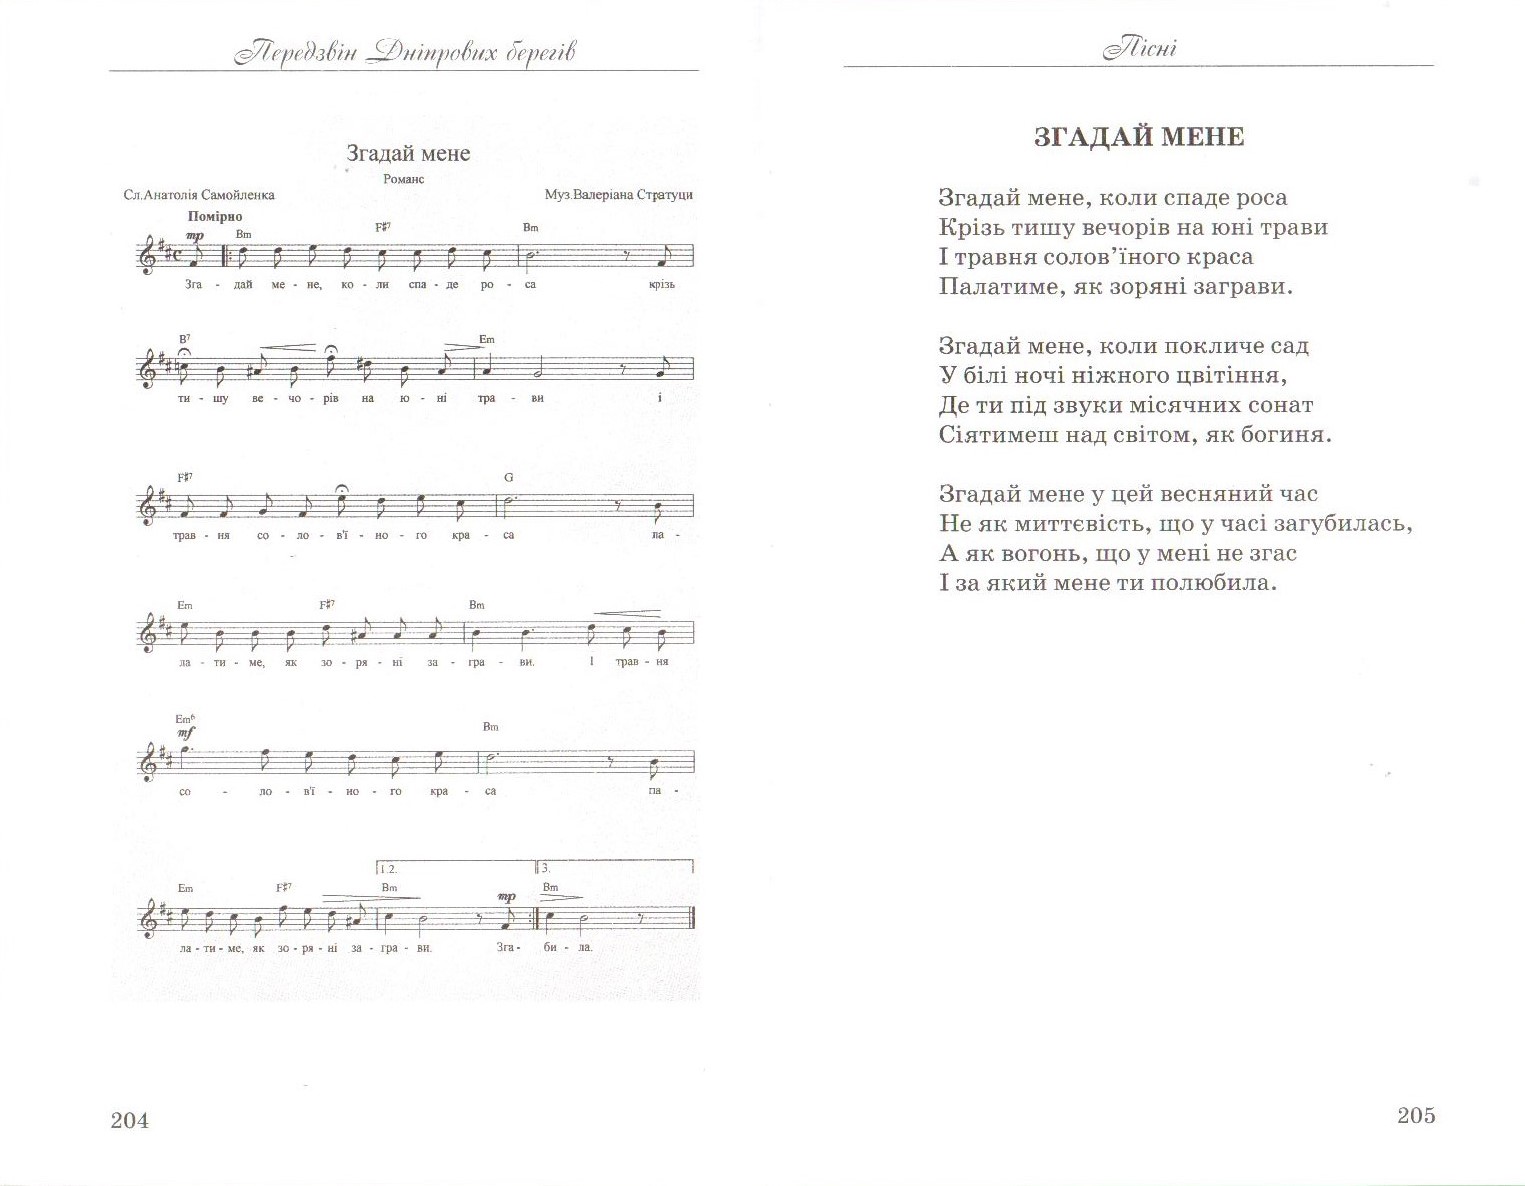 Передзвін Дніпрових берегів
Згадай мене
Романс
Сл.Анатолія Самойленка
Муз.Валеріана Стратуци
Помірно
mp Bm F#7 Bm
Зга - дай ме - не, ко - ли спа - де ро - са крізь
B7 Em
ти - шу ве - чо - рів на ю - ні тра - ви і
F#7 G
трав - ня со - ло - в'ї - но - го кра - са па -
Em F#7 Bm
ла - ти - ме, як зо - ря - ні за - гра - ви. І трав - ня
Em6 Bm
mf
со - ло - в'ї - но - го кра - са па -
1.2. 3.
Em F#7 Bm mp Bm
ла - ти - ме, як зо - ря - ні за - гра - ви. Зга - би - ла.
204
Пісні
ЗГАДАЙ МЕНЕ
Згадай мене, коли спаде роса
Крізь тишу вечорів на юні трави
І травня солов’їного краса
Палатиме, як зоряні заграви.
Згадай мене, коли покличе сад
У білі ночі ніжного цвітіння,
Де ти під звуки місячних сонат
Сіятимеш над світом, як богиня.
Згадай мене у цей весняний час
Не як миттєвість, що у часі загубилась,
А як вогонь, що у мені не згас
І за який мене ти полюбила.
205